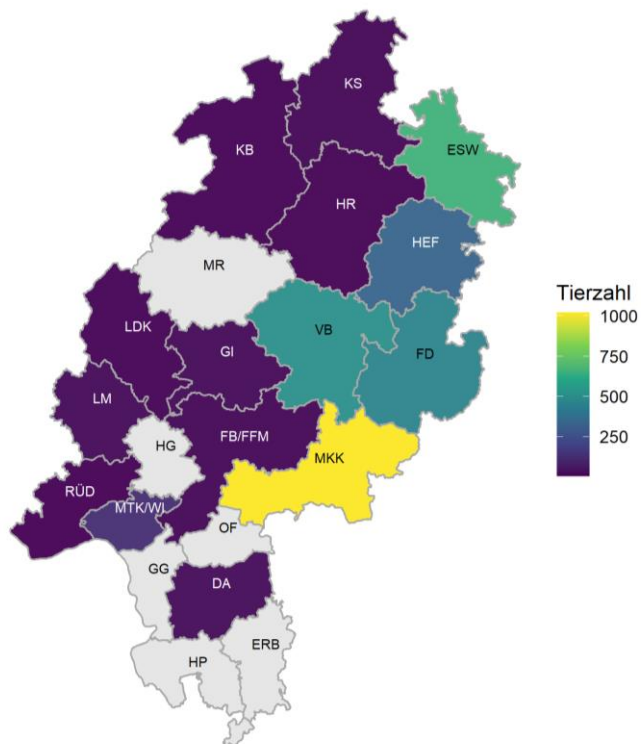 KS
KB
ESW
HR
HEF
MR
LDK
VB
GI
FD
LM
FB/FFM
HG
MKK
RÜD
MTK/WI
OF
GG
DA
ERB
HP
Tierzahl
1000
750
500
250